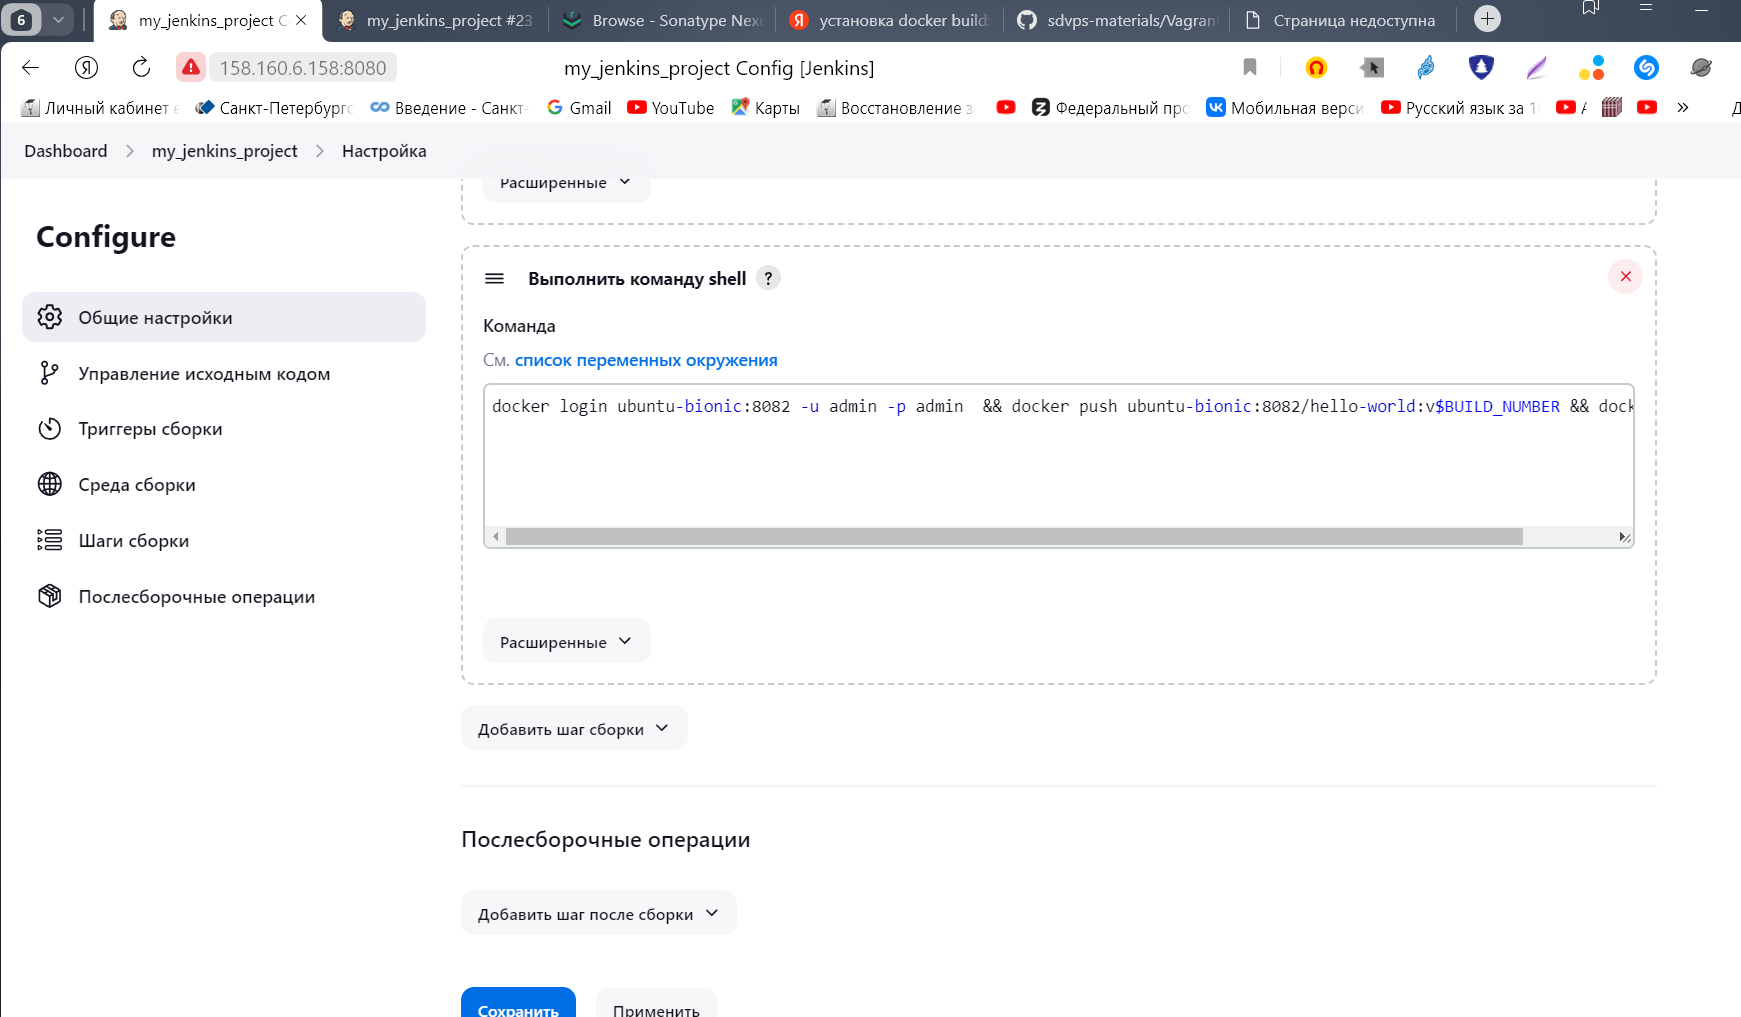 6
my_jenkins_project C
my_jenkins_project #23
Browse - Sonatype Nexu
Я установка docker build
sdvps-materials/Vagrant
Страница недоступна
158.160.6.158:8080
my_jenkins_project Config [Jenkins]
Личный кабинет
Санкт-Петербургс
Введение - Санкт-
Gmail
YouTube
Карты
Восстановление з
Федеральный про
Мобильная верси
Русский язык за 1
»
Dashboard
my_jenkins_project
Настройка
Расширенные
Configure
Общие настройки
Управление исходным кодом
Триггеры сборки
Среда сборки
Шаги сборки
Послесборочные операции
Выполнить команду shell ?
Команда
См. список переменных окружения
docker login ubuntu-bionic:8082 -u admin -p admin  && docker push ubuntu-bionic:8082/hello-world:v$BUILD_NUMBER && dock
Расширенные
Добавить шаг сборки
Послесборочные операции
Добавить шаг после сборки
Сохранить
Применить